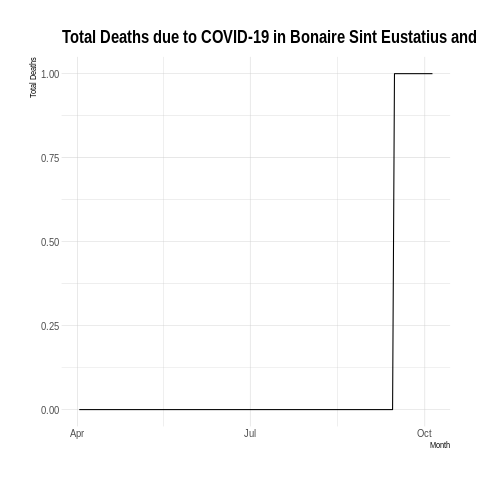 Total Deaths due to COVID-19 in Bonaire Sint Eustatius and
Total Deaths
1.00
0.75
0.50
0.25
0.00
Apr Jul Oct
Month